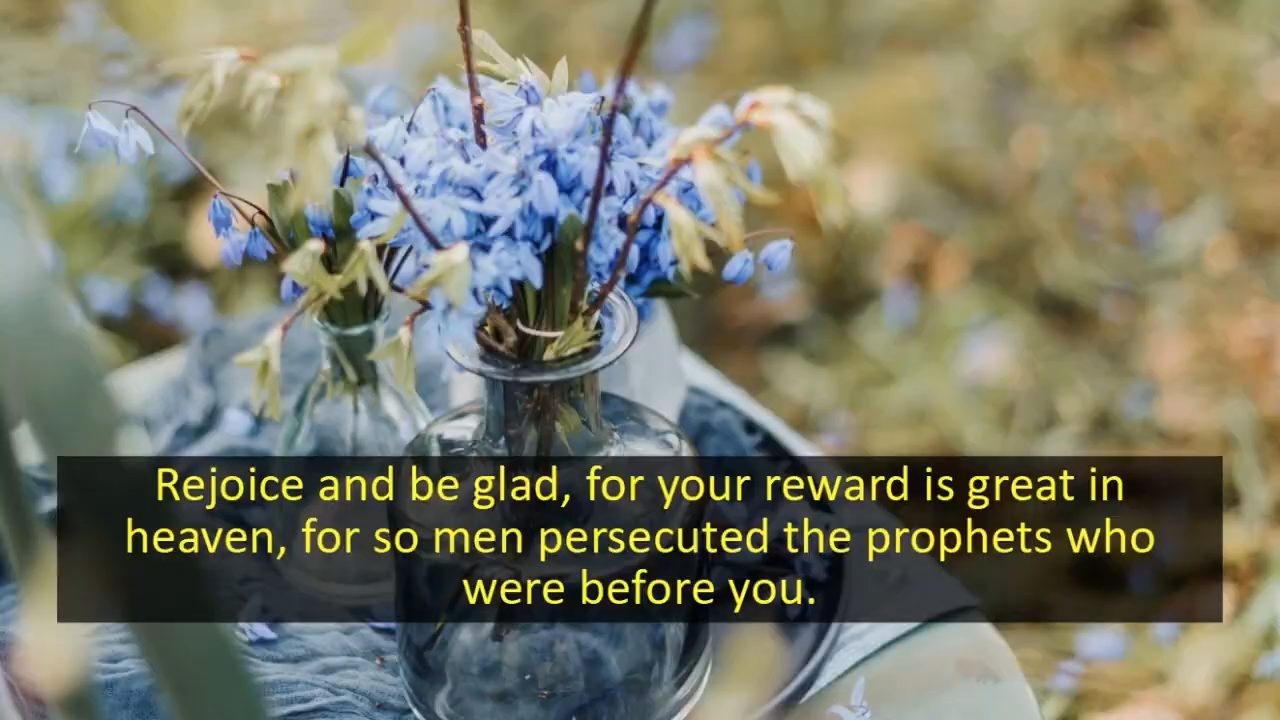 Rejoice and be glad, for your reward is great in
heaven, for so men persecuted the prophets who
were before you.